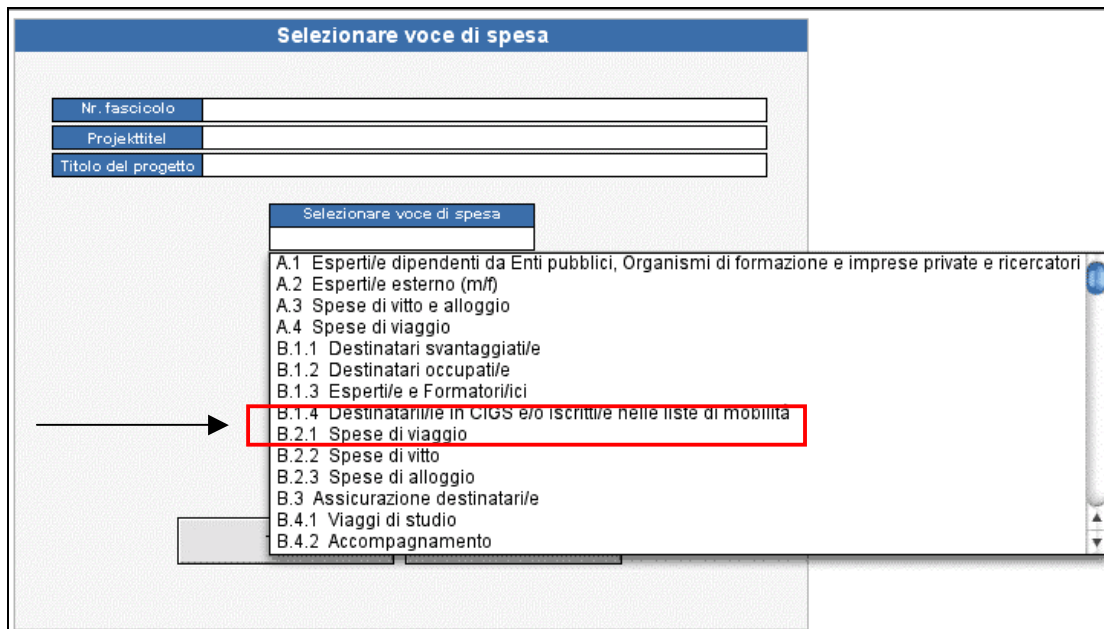 Selezionare voce di spesa
Nr. fascicolo
Projekttitel
Titolo del progetto
Selezionare voce di spesa
A.1 Esperti/e dipendenti da Enti pubblici, Organismi di formazione e imprese private e ricercatori
A.2 Esperti/e esterno (m/f)
A.3 Spese di vitto e alloggio
A.4 Spese di viaggio
B.1.1 Destinatari svantaggiati/e
B.1.2 Destinatari occupati/e
B.1.3 Esperti/e e Formatori/ici
B.1.4 Destinatarii/ie in CIGS e/o iscritti/e nelle liste di mobilità
B.2.1 Spese di viaggio
B.2.2 Spese di vitto
B.2.3 Spese di alloggio
B.3 Assicurazione destinatari/e
B.4.1 Viaggi di studio
B.4.2 Accompagnamento